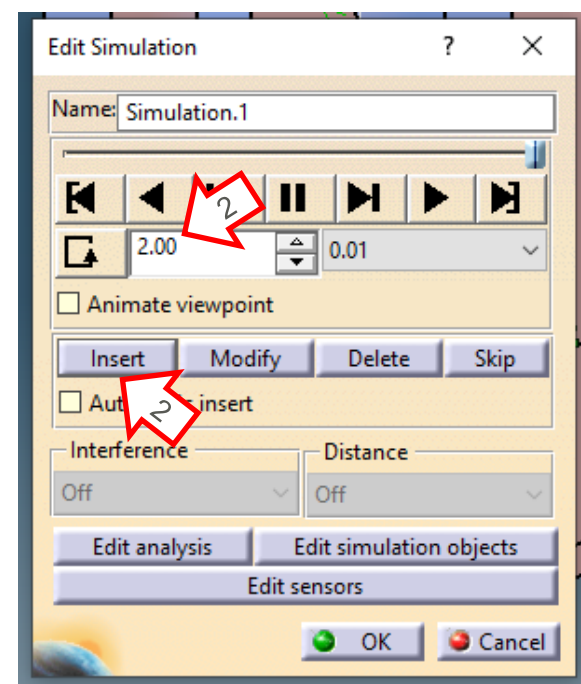 Edit Simulation ? ×
Name: Simulation.1
2
2.00 0.01
Animate viewpoint
Insert Modify Delete Skip
2
insert
Interference Distance
Off Off
Edit analysis Edit simulation objects
Edit sensors
OK Cancel